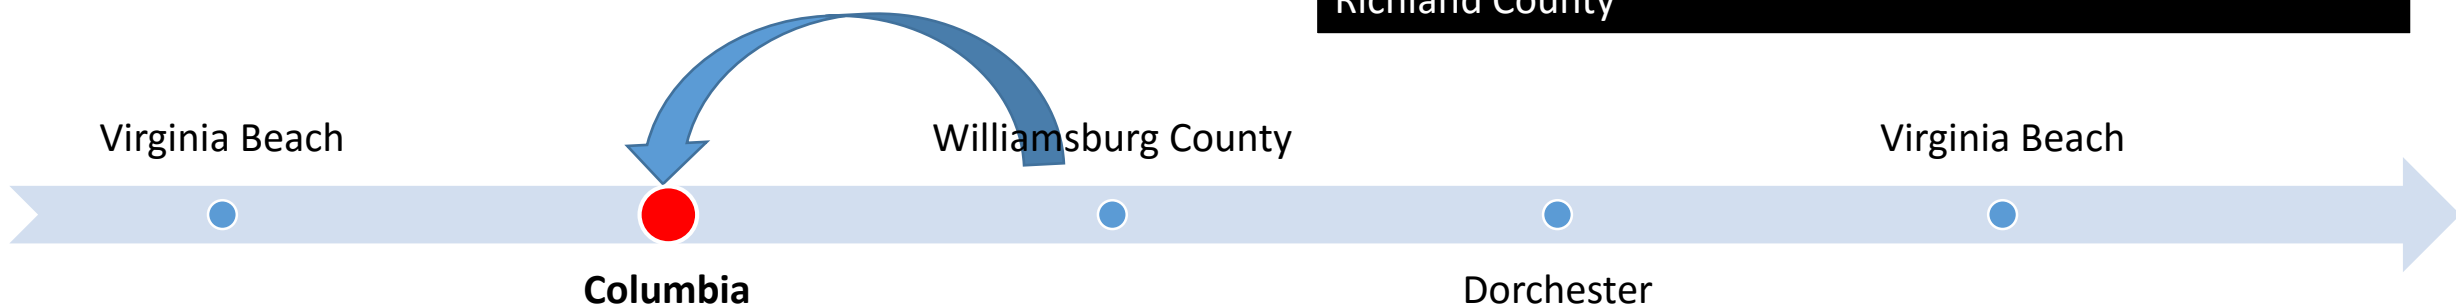 Richland County
Virginia Beach
Williamsburg County
Virginia Beach
Columbia
Dorchester